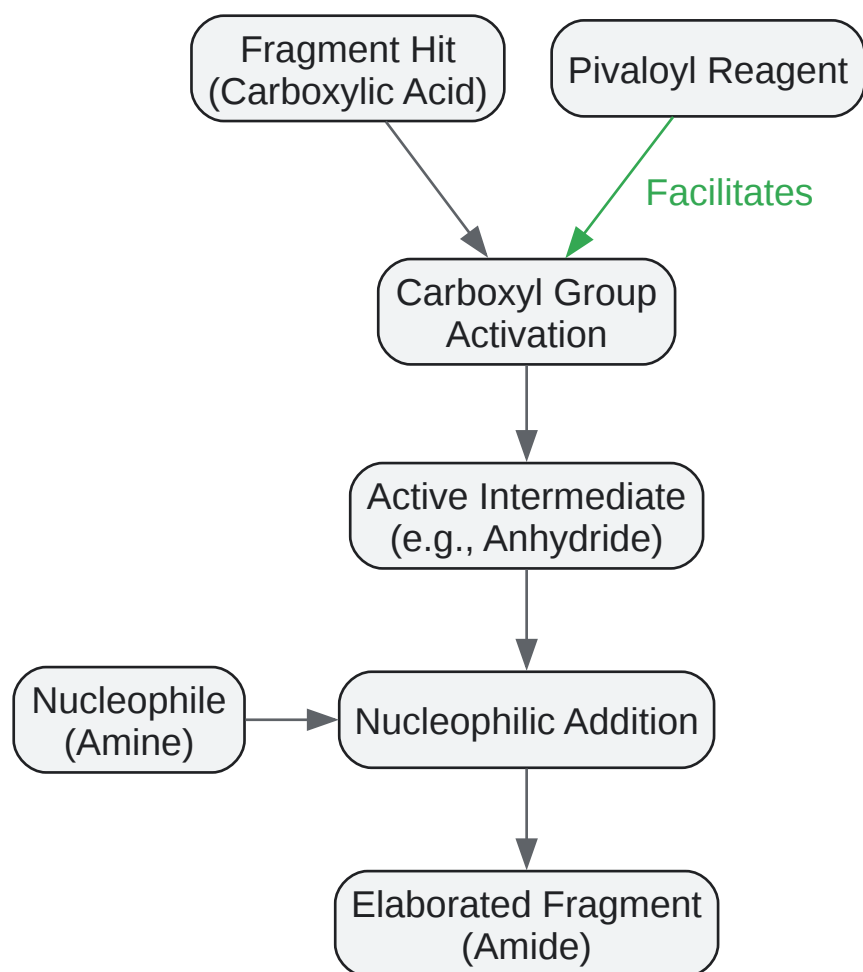 Fragment Hit
(Carboxylic Acid)
Pivaloyl Reagent
Facilitates
Carboxyl Group
Activation
Active Intermediate
(e.g., Anhydride)
Nucleophile
(Amine)
Nucleophilic Addition
Elaborated Fragment
(Amide)